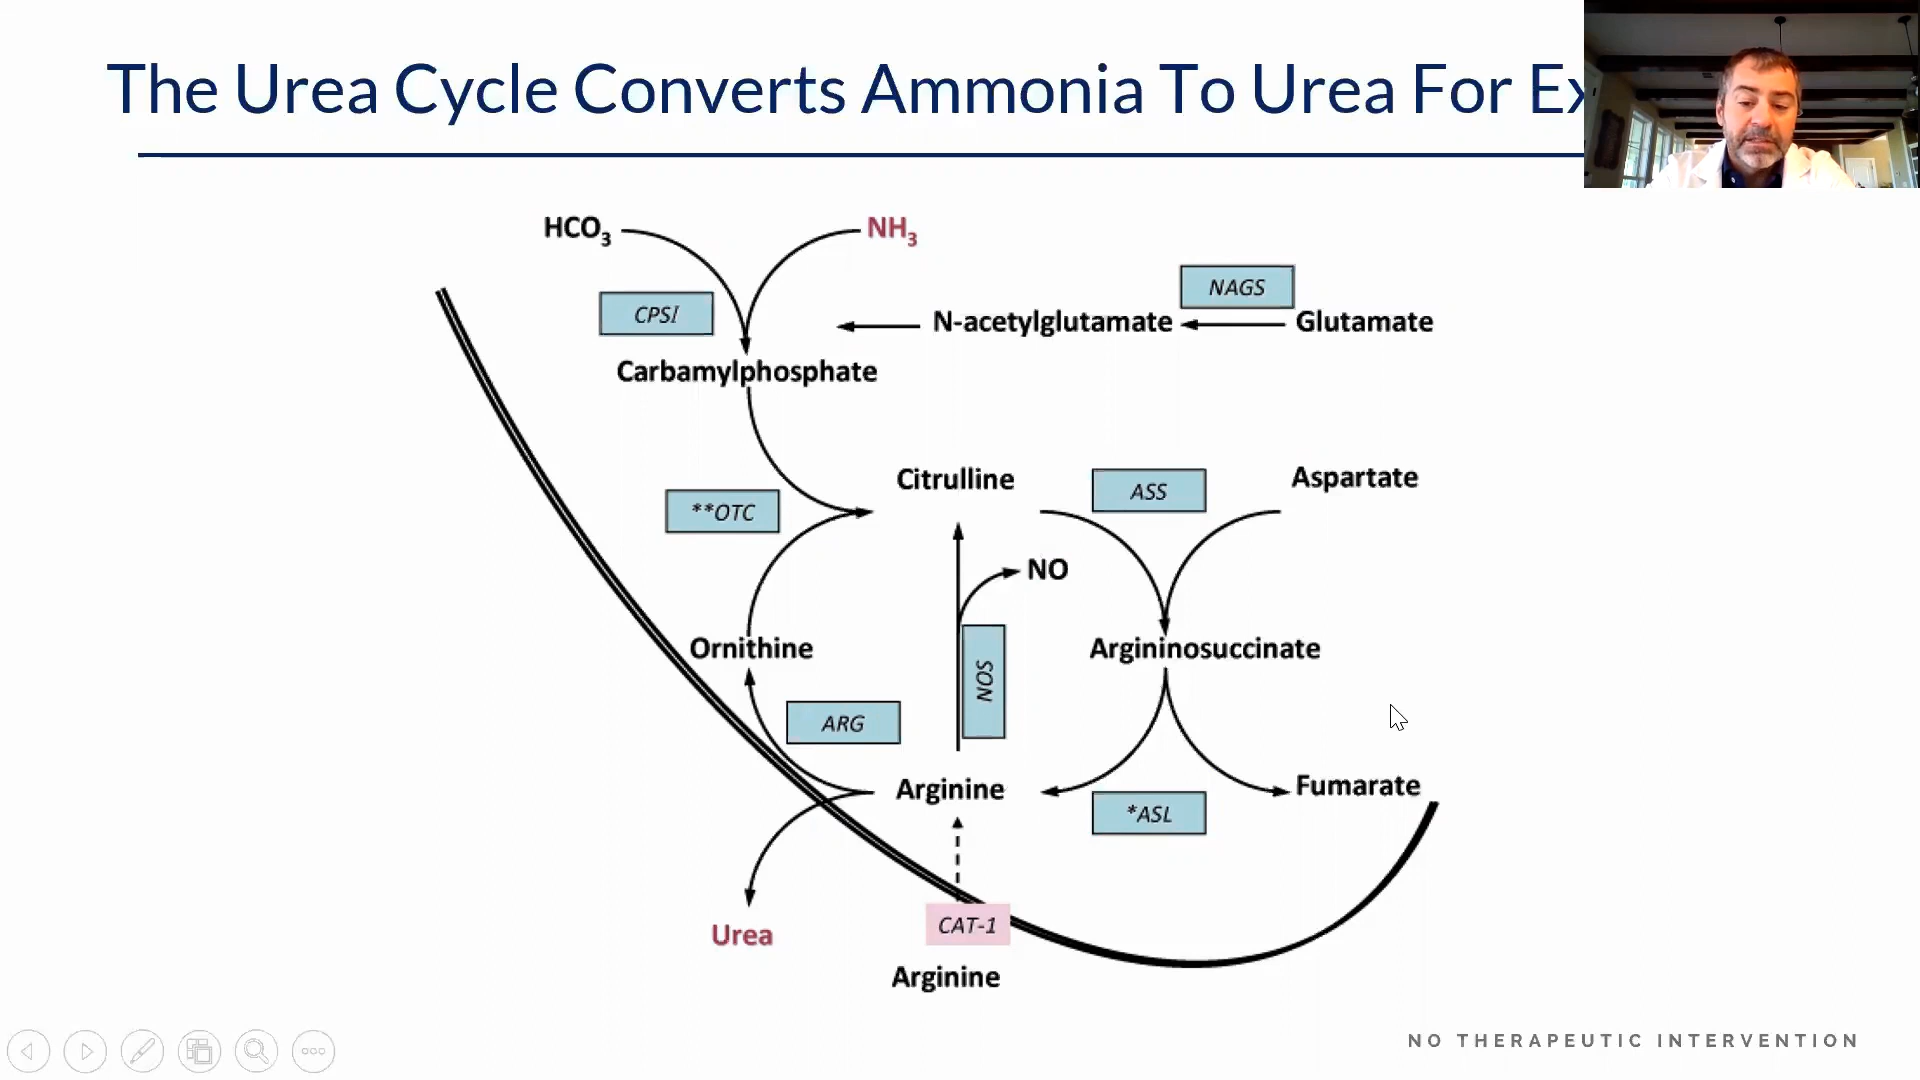 The Urea Cycle Converts Ammonia To Urea For Ex
HCO₃
NH₃
NAGS
CPSI
N-acetylglutamate
Glutamate
Carbamylphosphate
Citrulline
ASS
Aspartate
**OTC
NO
Ornithine
NOS
Argininosuccinate
ARG
Arginine
Fumarate
*ASL
Urea
CAT-1
Arginine
NO THERAPEUTIC INTERVENTION